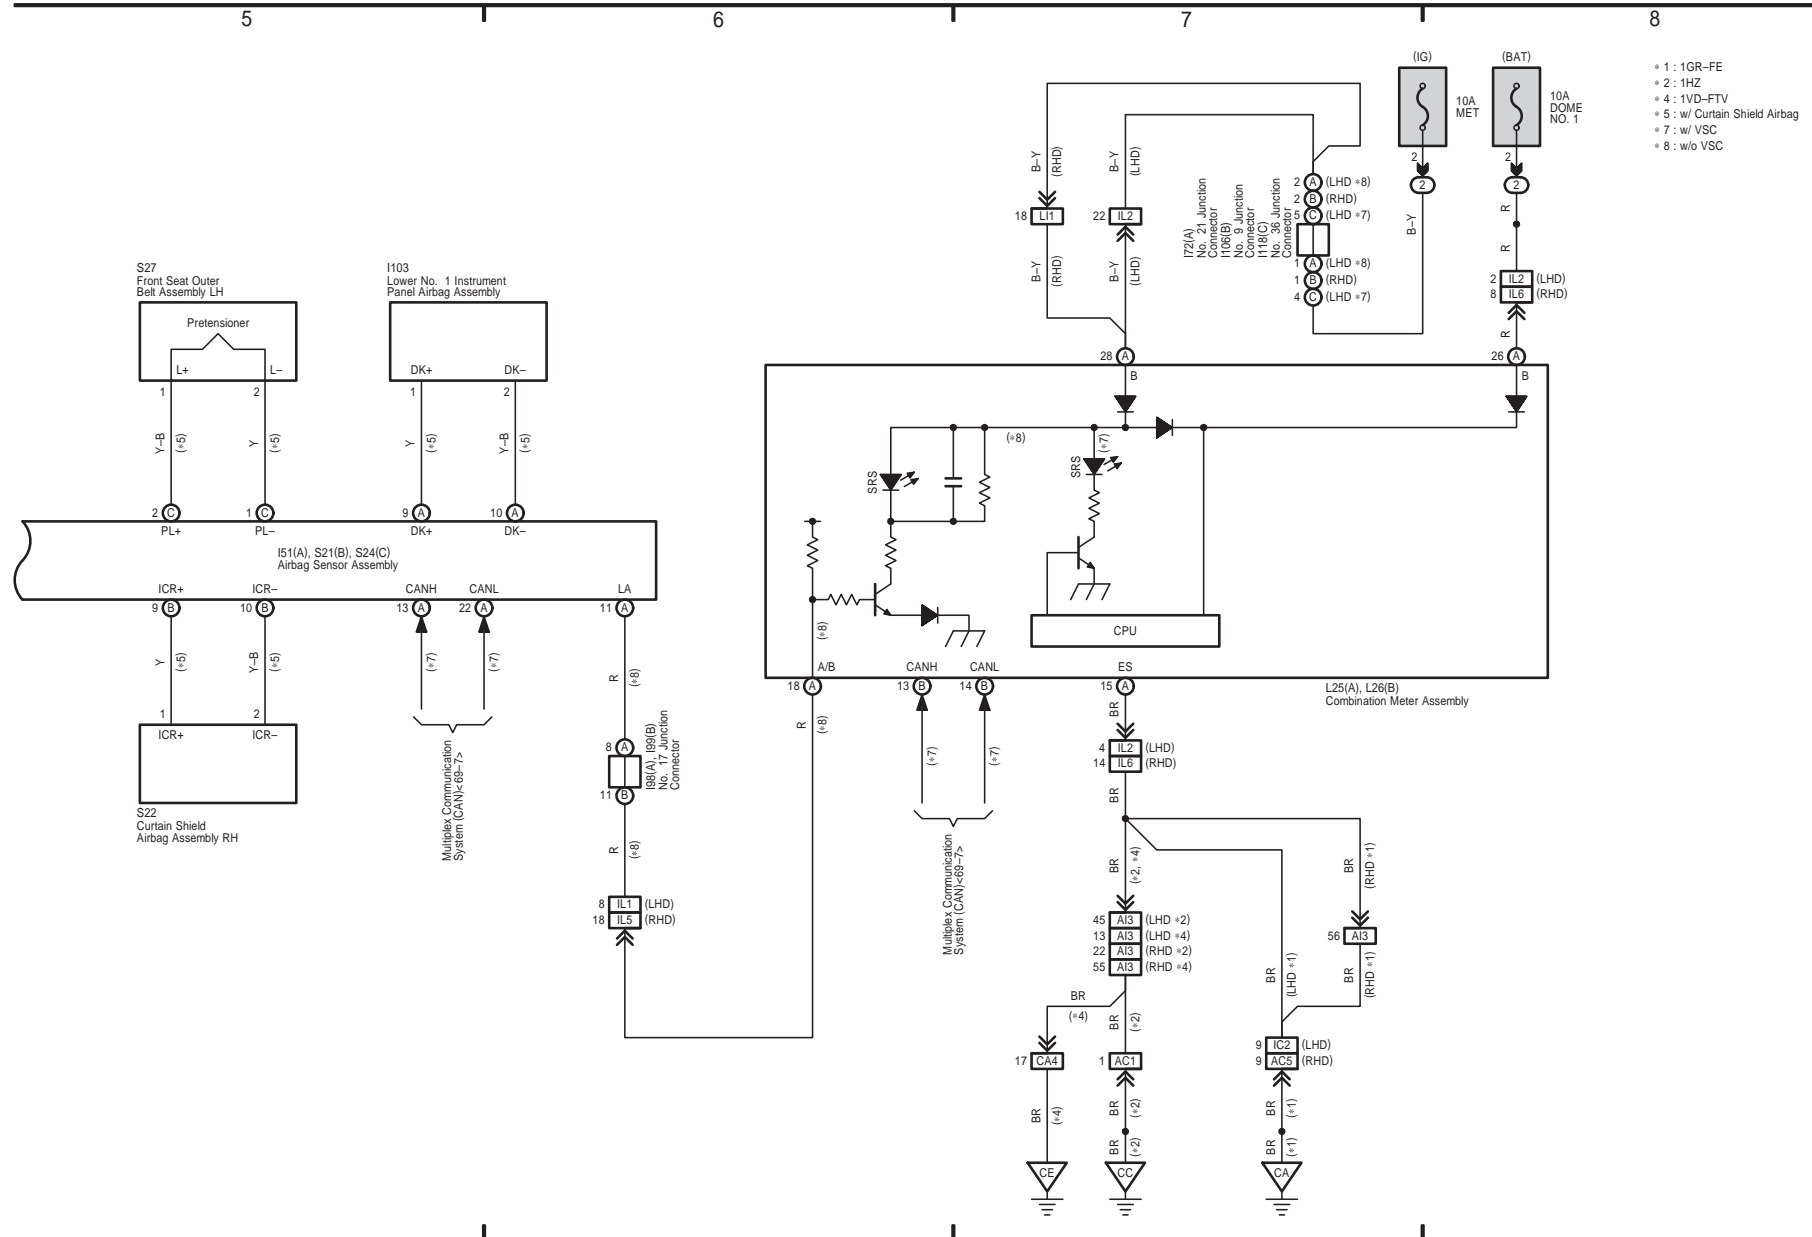 5
6
7
8
(IG)
(BAT)
10A
MET
10A
DOME
NO. 1
∗ 1 : 1GR–FE
∗ 2 : 1HZ
∗ 4 : 1VD–FTV
∗ 5 : w/ Curtain Shield Airbag
∗ 7 : w/ VSC
∗ 8 : w/o VSC
2
2
2
2
B–Y
(RHD)
B–Y
(LHD)
18 LI1
22 IL2
B–Y
(RHD)
B–Y
(LHD)
I72(A)
No. 21 Junction
Connector
I106(B)
No. 9 Junction
Connector
I118(C)
No. 36 Junction
Connector
2 A (LHD ∗8)
2 B (RHD)
5 C (LHD ∗7)
1 A (LHD ∗8)
1 B (RHD)
4 C (LHD ∗7)
B–Y
R
R
2 IL2 (LHD)
8 IL6 (RHD)
R
28 A
26 A
B
B
S27
Front Seat Outer
Belt Assembly LH
Pretensioner
L+
L–
1
2
Y–B
(∗5)
Y
(∗5)
2 C
1 C
PL+
PL–
I103
Lower No. 1 Instrument
Panel Airbag Assembly
DK+
DK–
1
2
Y
(∗5)
Y–B
(∗5)
9 A
10 A
DK+
DK–
I51(A), S21(B), S24(C)
Airbag Sensor Assembly
ICR+
ICR–
CANH
CANL
LA
9 B
10 B
13 A
22 A
11 A
Y
(∗5)
Y–B
(∗5)
(∗7)
(∗7)
1
2
ICR+
ICR–
S22
Curtain Shield
Airbag Assembly RH
Multiplex Communication
System (CAN)<69–7>
R
(∗8)
8 A
11 B
I98(A), I99(B)
No. 17 Junction
Connector
R
(∗8)
8 IL1 (LHD)
18 IL5 (RHD)
(∗8)
(∗7)
SRS
SRS
(∗8)
CPU
A/B
CANH
CANL
ES
18 A
13 B
14 B
15 A
L25(A), L26(B)
Combination Meter Assembly
R
(∗8)
(∗7)
(∗7)
Multiplex Communication
System (CAN)<69–7>
BR
4 IL2 (LHD)
14 IL6 (RHD)
BR
BR
(∗2, ∗4)
BR
(RHD ∗1)
45 AI3 (LHD ∗2)
13 AI3 (LHD ∗4)
22 AI3 (RHD ∗2)
55 AI3 (RHD ∗4)
56 AI3
BR
(∗4)
BR
(∗2)
BR
(LHD ∗1)
BR
(RHD ∗1)
17 CA4
1 AC1
9 IC2 (LHD)
9 AC5 (RHD)
BR
(∗4)
BR
(∗2)
BR
(∗1)
BR
(∗2)
BR
(∗1)
CE
CC
CA